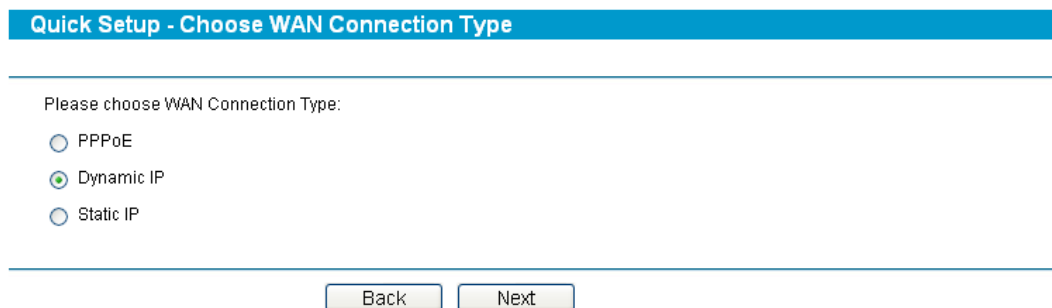 Quick Setup - Choose WAN Connection Type
Please choose WAN Connection Type:
PPPoE
Dynamic IP
Static IP
Back Next